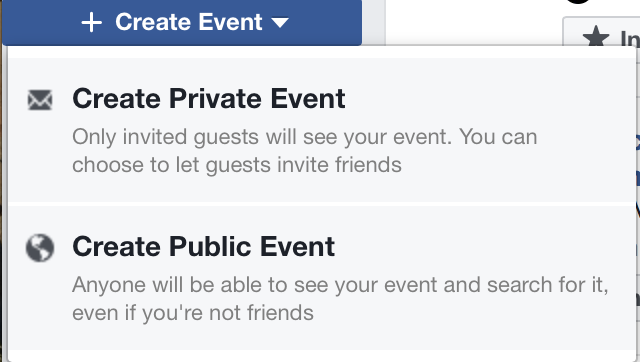 + Create Event
Create Private Event
Only invited guests will see your event. You can
choose to let guests invite friends
Create Public Event
Anyone will be able to see your event and search for it,
even if you're not friends